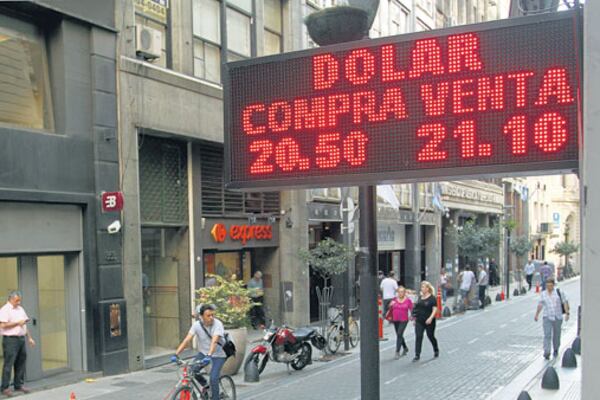 DOLAR
COMPRA VENTA
20.50 21.10
express